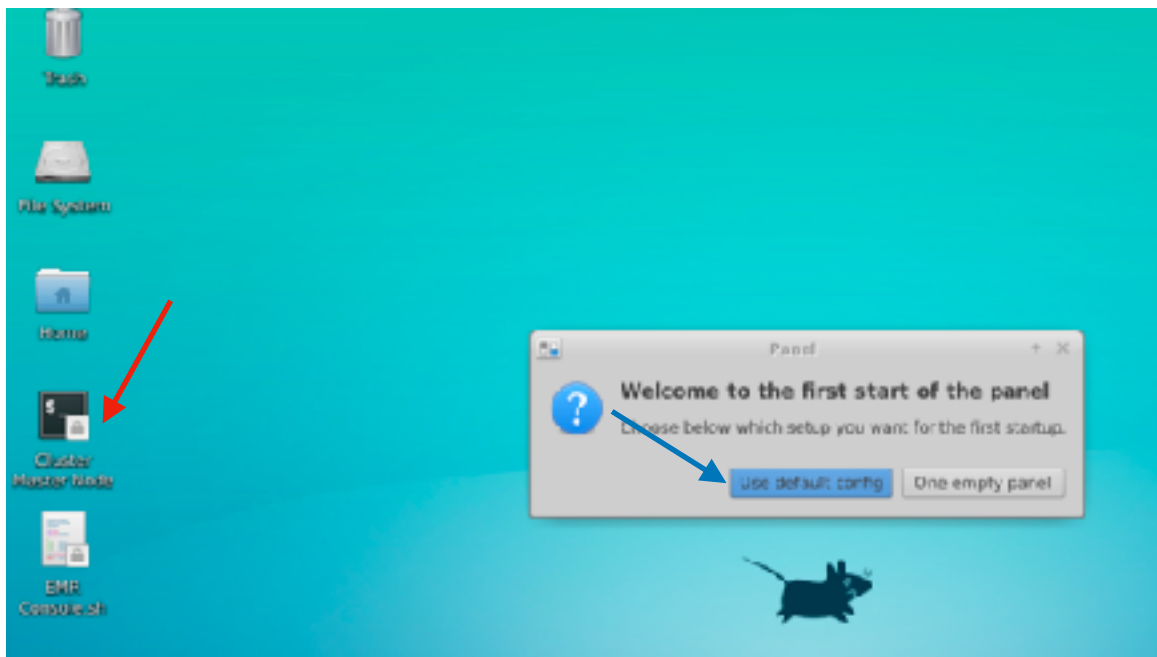 Trash
File System
Home
Cluster
Master Node
EMR
Console.sh
Panel
Welcome to the first start of the panel
Choose below which setup you want for the first startup.
Use default config
One empty panel